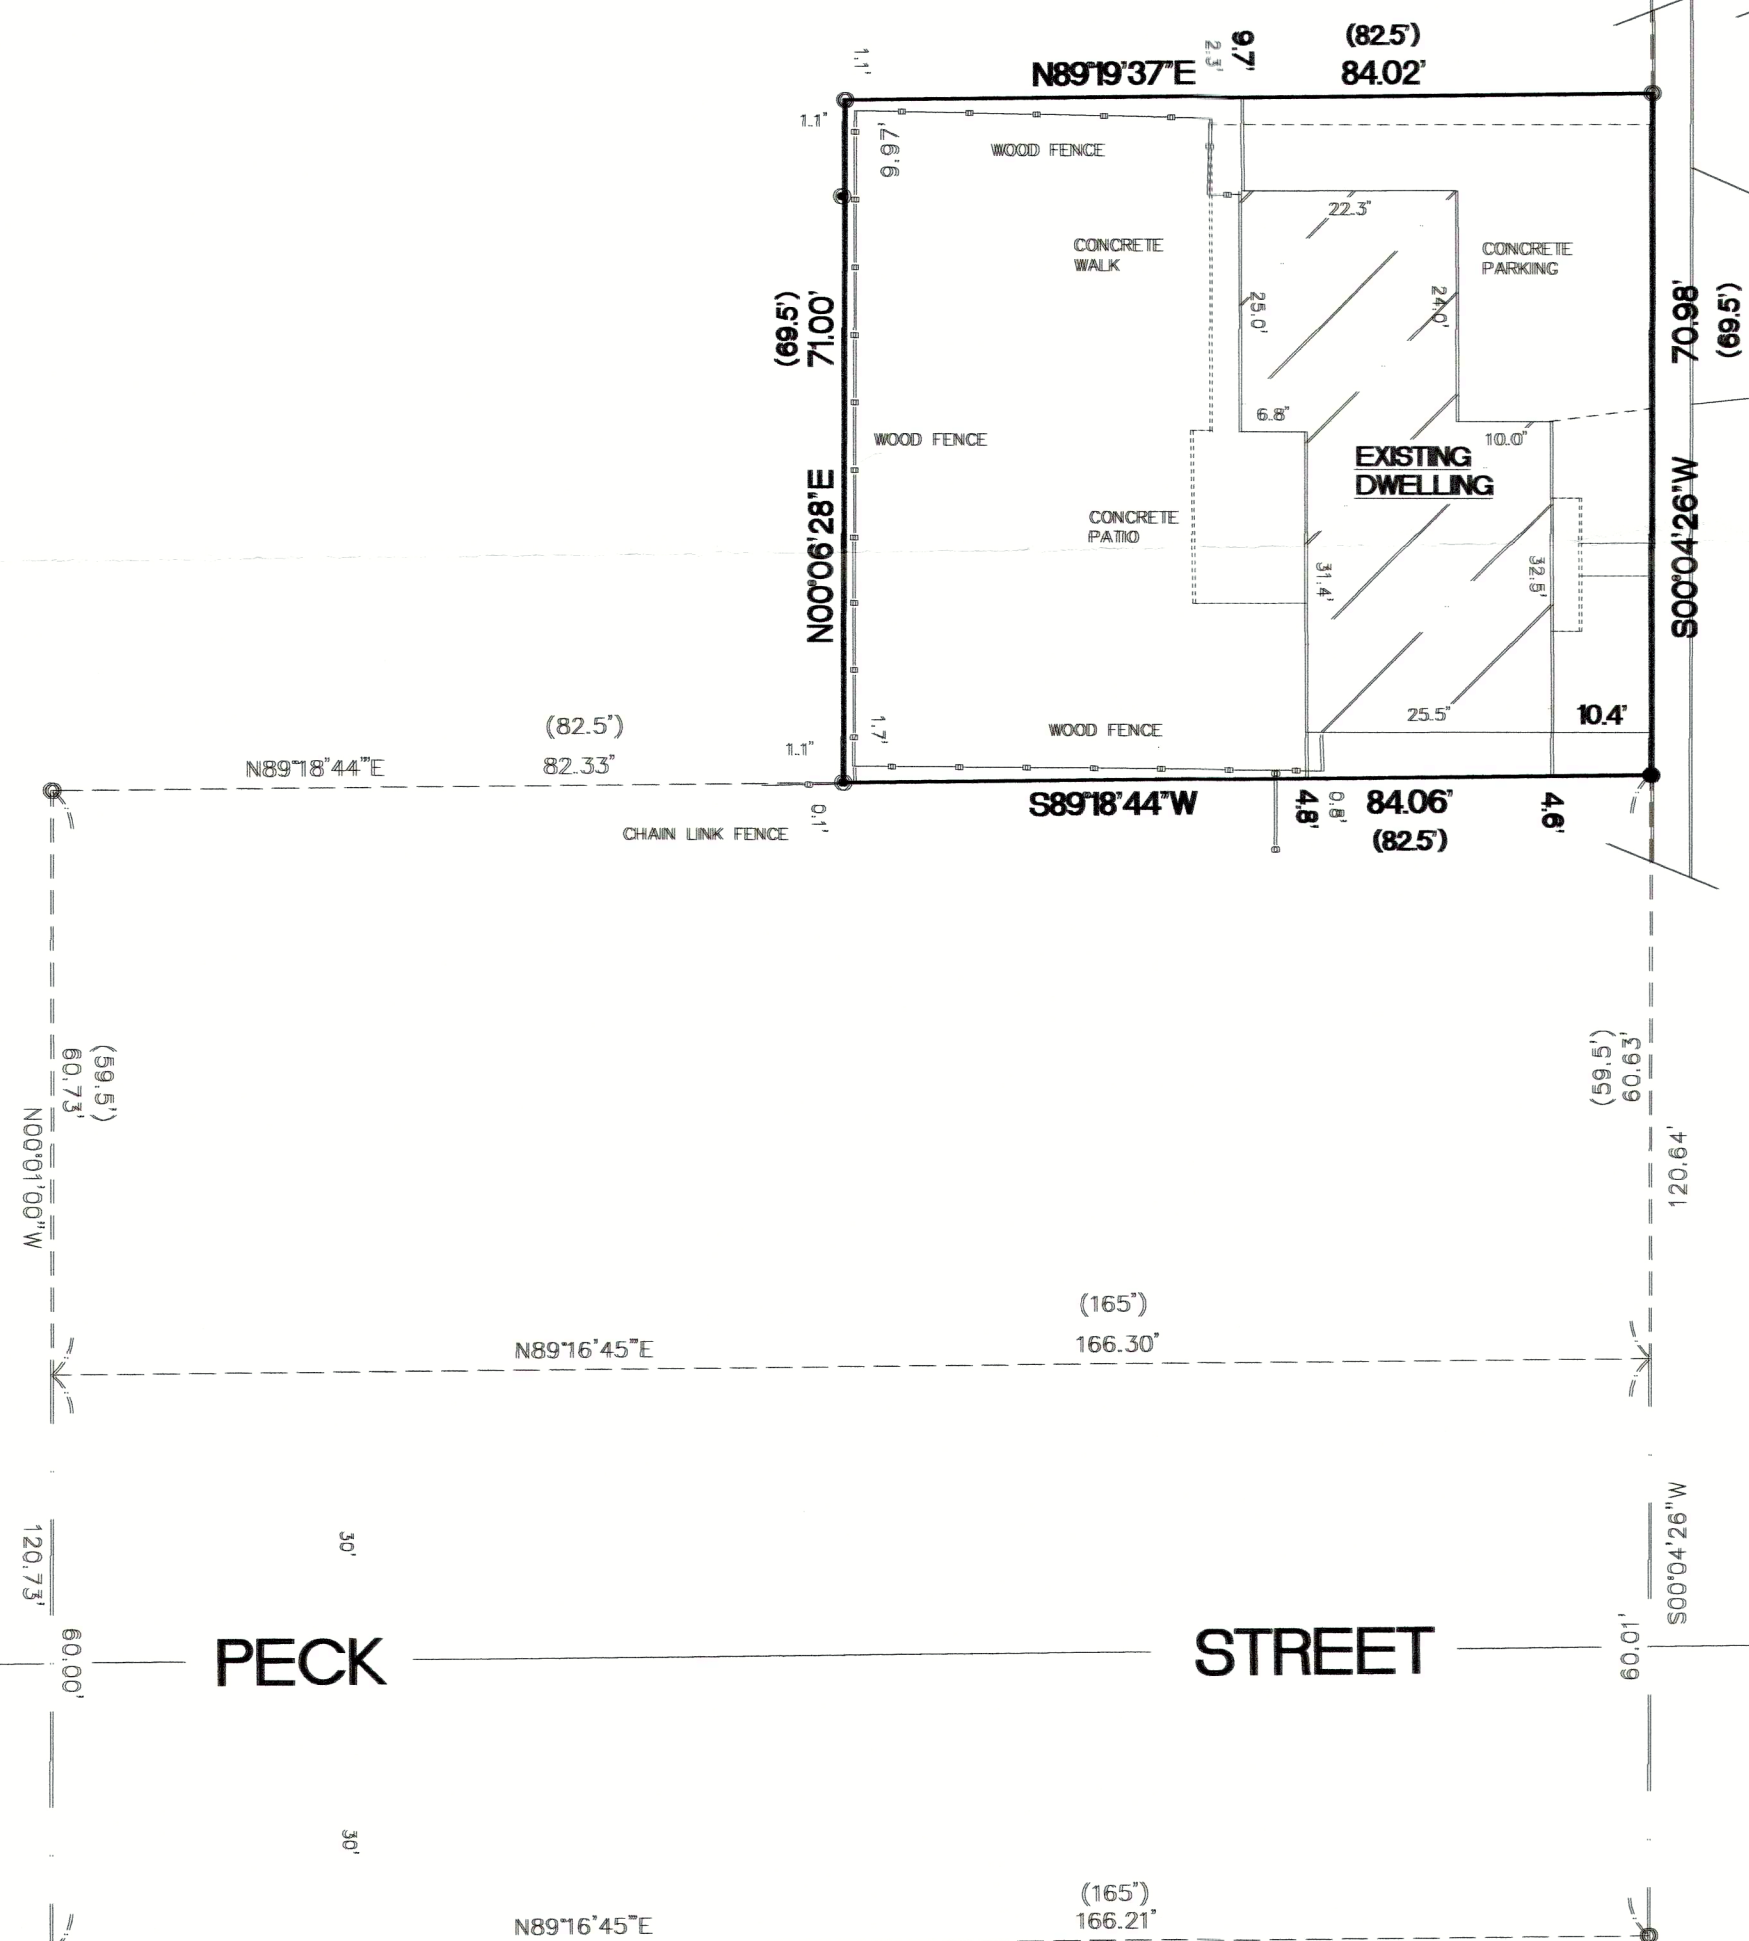 (82.5')
9.7'
2.3'
1.1'
N89°19'37"E
84.02'
1.1'
9.97'
WOOD FENCE
22.3'
CONCRETE
WALK
CONCRETE
PARKING
(69.5')
71.00'
25.0'
24.0'
70.98'
(69.5')
6.8'
WOOD FENCE
10.0'
EXISTING
DWELLING
CONCRETE
PATIO
N00°06'28"E
31.4'
32.5'
S00°04'26"W
(82.5')
N89°18'44"E
82.33'
1.1'
1.7'
WOOD FENCE
25.5'
10.4'
0.1'
CHAIN LINK FENCE
S89°18'44"W
4.8'
0.8'
84.06'
(82.5')
4.6'
(59.5')
60.73'
N00°01'00"W
(59.5')
60.63'
120.64'
(165')
N89°16'45"E
166.30'
120.73'
30'
S00°04'26"W
60.00'
PECK STREET
60.01'
30'
(165')
N89°16'45"E
166.21'